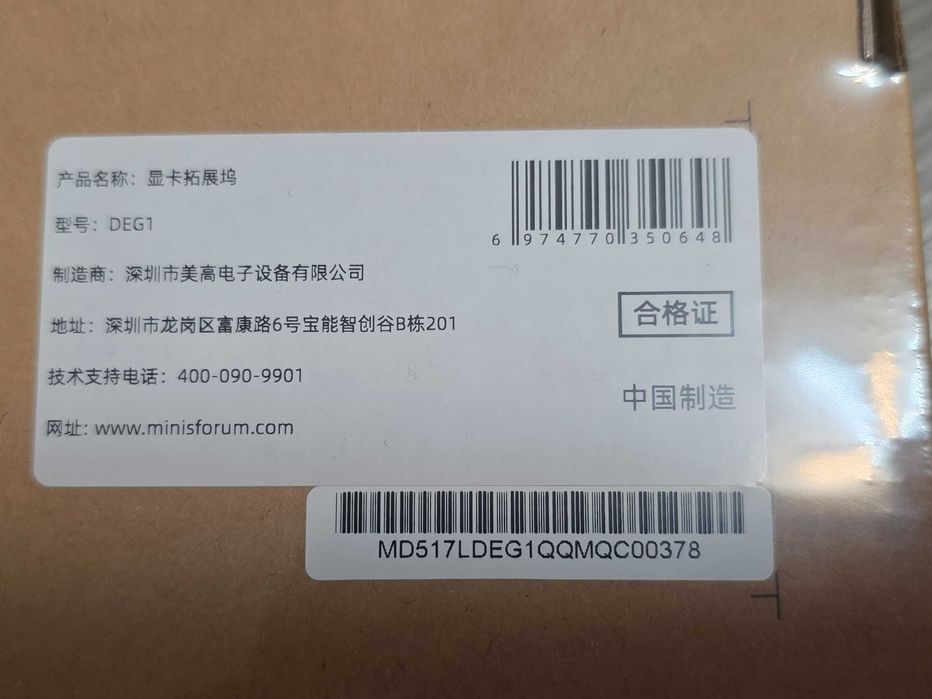 产品名称：显卡拓展坞
型号：DEG1
制造商：深圳市美高电子设备有限公司
地址：深圳市龙岗区富康路6号宝能智创谷B栋201
技术支持电话：400-090-9901
网址: www.minisforum.com
6 974770 350648
合格证
中国制造
MD517LDEG1QQMQC00378